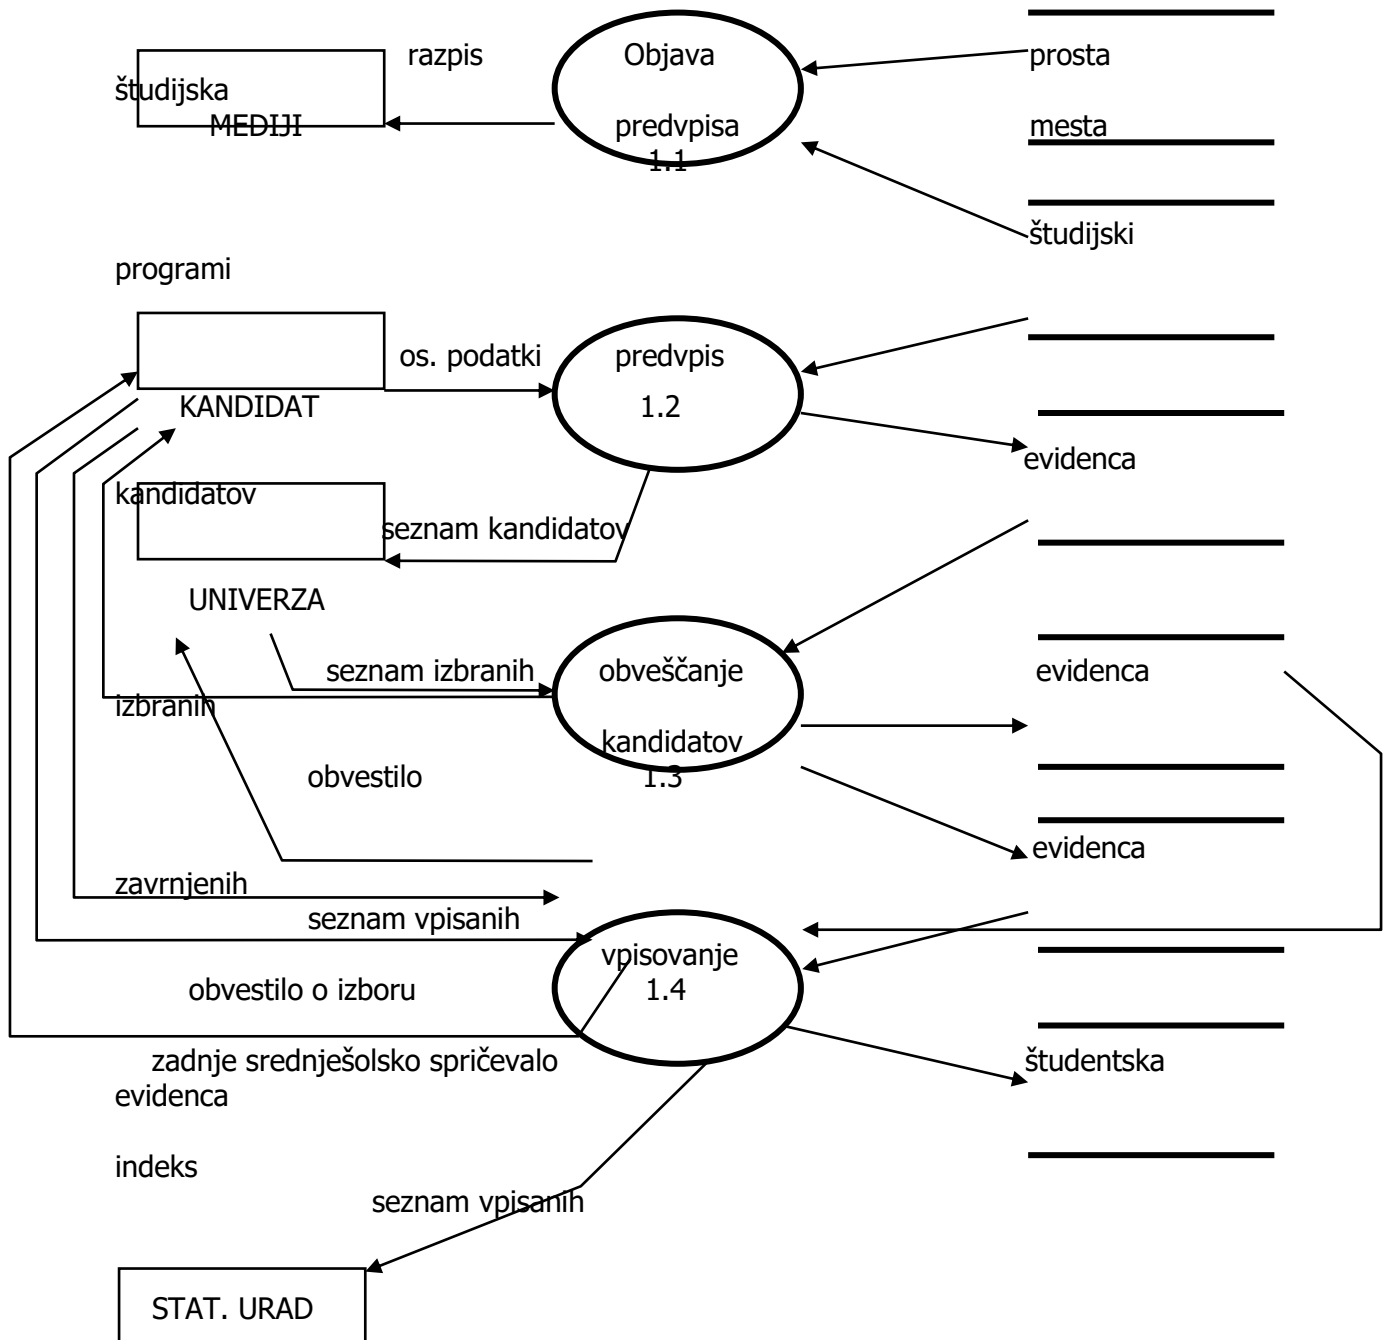 razpis Objava prosta
študijska
MEDIJI predvpisa mesta
1.1
študijski
programi
os. podatki predvpis
KANDIDAT 1.2
evidenca
kandidatov
seznam kandidatov
UNIVERZA
seznam izbranih obveščanje evidenca
izbranih
kandidatov
obvestilo 1.3
evidenca
zavrnjenih
seznam vpisanih
vpisovanje
obvestilo o izboru 1.4
zadnje srednješolsko spričevalo študentska
evidenca
indeks
seznam vpisanih
STAT. URAD